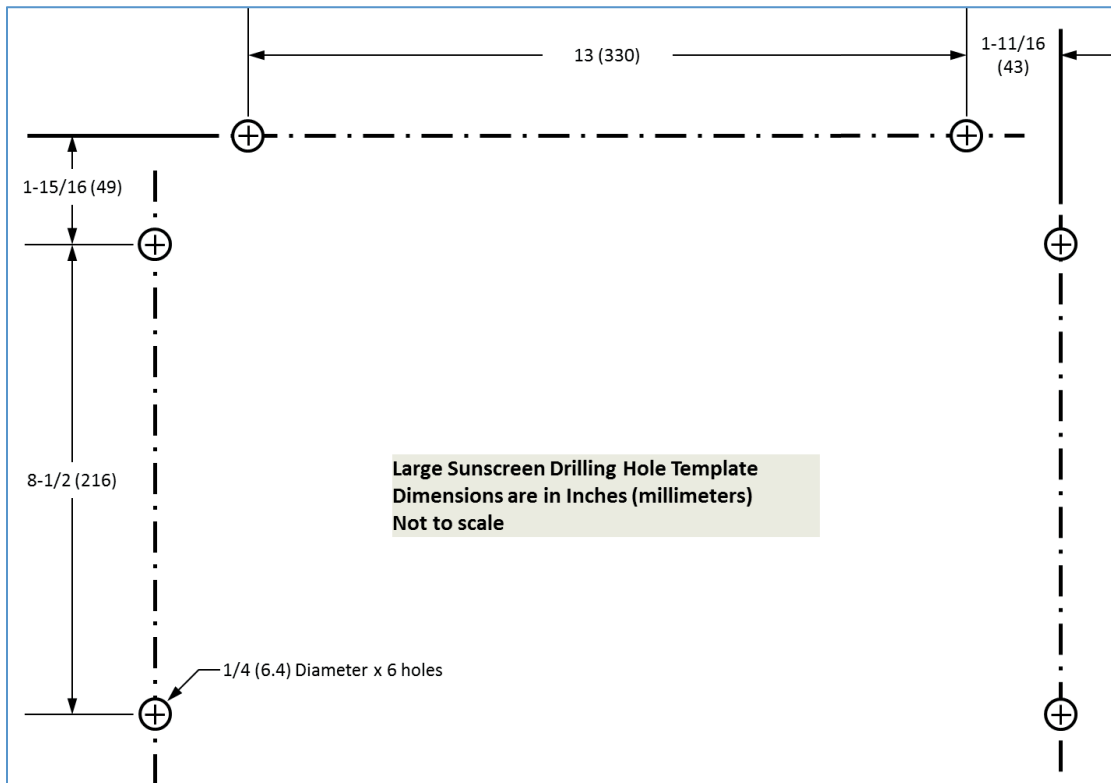 13 (330)
1-11/16
(43)
1-15/16 (49)
8-1/2 (216)
Large Sunscreen Drilling Hole Template
Dimensions are in Inches (millimeters)
Not to scale
1/4 (6.4) Diameter x 6 holes